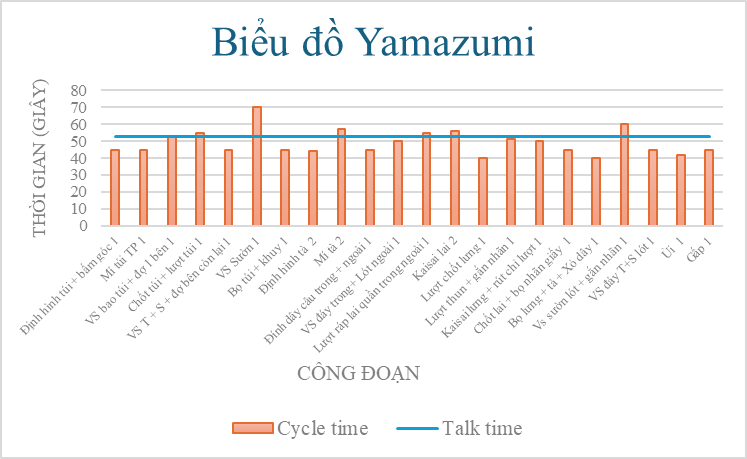 Biểu đồ Yamazumi
THỜI GIAN (GIÂY)
80
70
60
50
40
30
20
10
0
Định hình túi + bấm góc 1
Mí túi TP 1
VS bao túi + đợ 1 bên 1
Chốt túi + lượt túi 1
VS T + S + đợ bên còn lại 1
VS Sườn 1
Bọ túi + khuy 1
Định hình tà 2
Mí tà 2
Đính dây câu trong + ngoài 1
VS đáy trong+ Lót ngoài 1
Lượt ráp lai quần trong ngoài 1
Kaisai lai 2
Lượt chốt lưng 1
Lượt thun + gắn nhãn 1
Kaisai lưng + rút chỉ lượt 1
Chốt lai + bọ nhãn giấy 1
Bọ lưng + tà + Xỏ dây 1
Vs sườn lót + gắn nhãn 1
VS đáy T+S lót 1
Ủi 1
Gấp 1
CÔNG ĐOẠN
Cycle time
Talk time